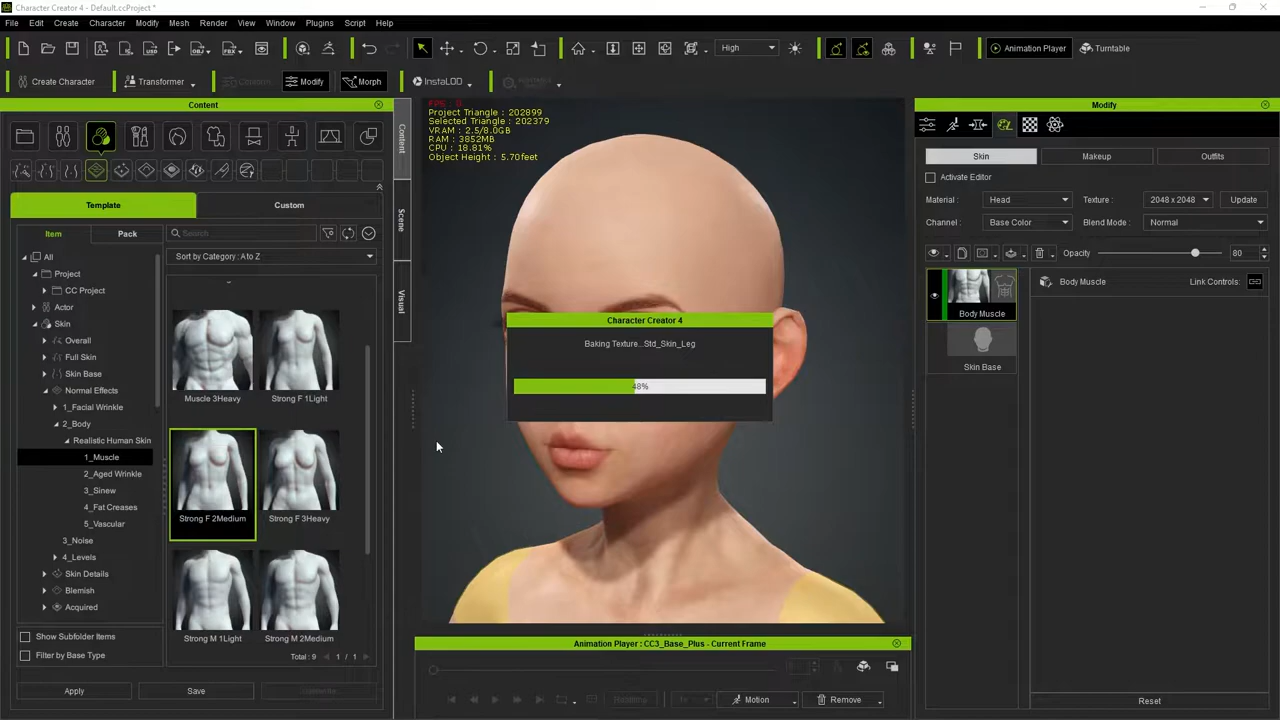 Character Creator 4 - Default.ccProject *
File Edit Create Modify Mesh Render View Window Plugins Script Help
High
Animation Player
Turntable
Create Character
Transformer
Modify
Morph
InstaLOD
Content
Template
Custom
Item
Pack
Search
Sort by Category : A to Z
All
Project
CC Project
Actor
Skin
Overall
Full Skin
Skin Base
Normal Effects
1_Facial Wrinkle
2_Body
Realistic Human Skin
1_Muscle
2_Aged Wrinkle
3_Sinew
4_Fat Creases
5_Vascular
3_Noise
4_Levels
Skin Details
Blemish
Acquired
Muscle 3Heavy
Strong F 1Light
Strong F 2Medium
Strong F 3Heavy
Strong M 1Light
Strong M 2Medium
Show Subfolder Items
Filter by Base Type
Total : 9
1 / 1
Apply
Save
Content
Scene
Visual
FPS : 0
Project Triangle : 202899
Selected Triangle : 202379
VRAM : 2.5/8.0GB
RAM : 3852MB
CPU : 18.81%
Object Height : 5.70feet
Character Creator 4
Baking Texture...Std_Skin_Leg
48%
Animation Player : CC3_Base_Plus - Current Frame
Motion
Remove
Modify
Skin
Makeup
Outfits
Activate Editor
Material : Head
Texture : 2048 x 2048
Update
Channel : Base Color
Blend Mode : Normal
Opacity
80
Body Muscle
Skin Base
Body Muscle
Link Controls:
Reset